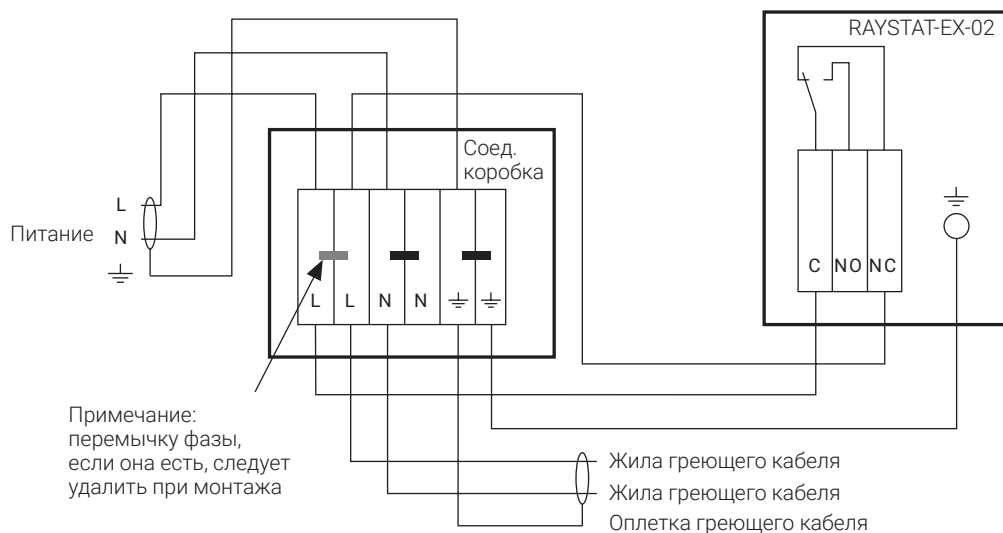 RAYSTAT-EX-02
Соед.
коробка
L
Питание N
C NO NC
L L N N
Примечание:
перемычку фазы,
если она есть, следует
удалить при монтажа
Жила греющего кабеля
Жила греющего кабеля
Оплетка греющего кабеля